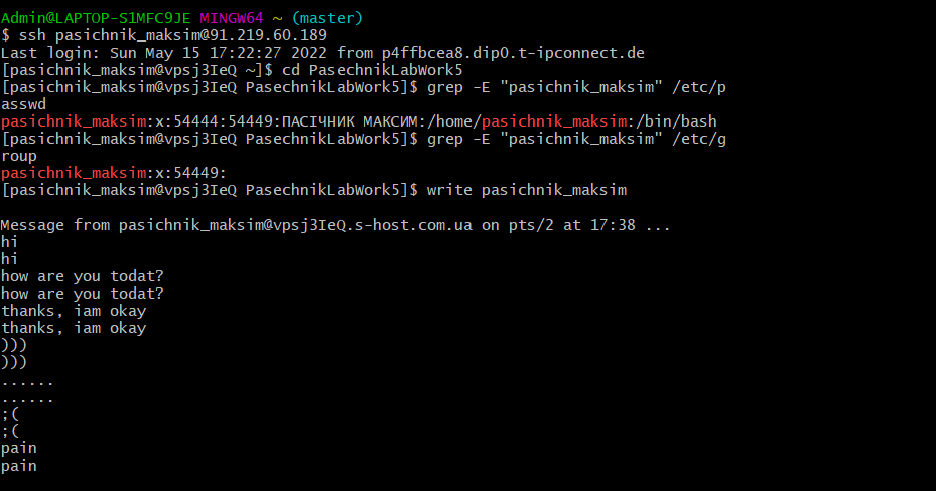 Admin@LAPTOP-S1MFC9JE MINGW64 ~ (master)
$ ssh pasichnik_maksim@91.219.60.189
Last login: Sun May 15 17:22:27 2022 from p4ffbcea8.dip0.t-ipconnect.de
[pasichnik_maksim@vpsj3IeQ ~]$ cd PasechnikLabWork5
[pasichnik_maksim@vpsj3IeQ PasechnikLabWork5]$ grep -E "pasichnik_maksim" /etc/p
asswd
pasichnik_maksim:x:54444:54449:ПАСІЧНИК МАКСИМ:/home/pasichnik_maksim:/bin/bash
[pasichnik_maksim@vpsj3IeQ PasechnikLabWork5]$ grep -E "pasichnik_maksim" /etc/g
roup
pasichnik_maksim:x:54449:
[pasichnik_maksim@vpsj3IeQ PasechnikLabWork5]$ write pasichnik_maksim
Message from pasichnik_maksim@vpsj3IeQ.s-host.com.ua on pts/2 at 17:38 ...
hi
hi
how are you todat?
how are you todat?
thanks, iam okay
thanks, iam okay
)))
)))
......
......
;(
;(
pain
pain